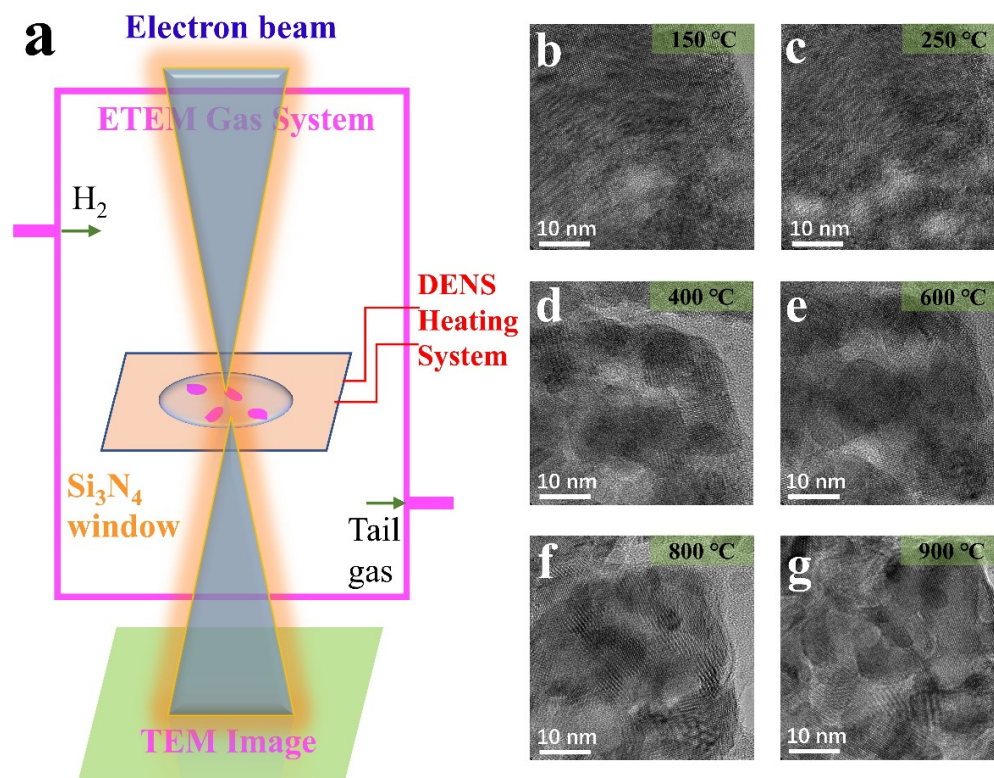 a
Electron beam
ETEM Gas System
H₂
DENS
Heating
System
Si₃N₄
window
Tail
gas
TEM Image
b
150 °C
10 nm
c
250 °C
10 nm
d
400 °C
10 nm
e
600 °C
10 nm
f
800 °C
10 nm
g
900 °C
10 nm